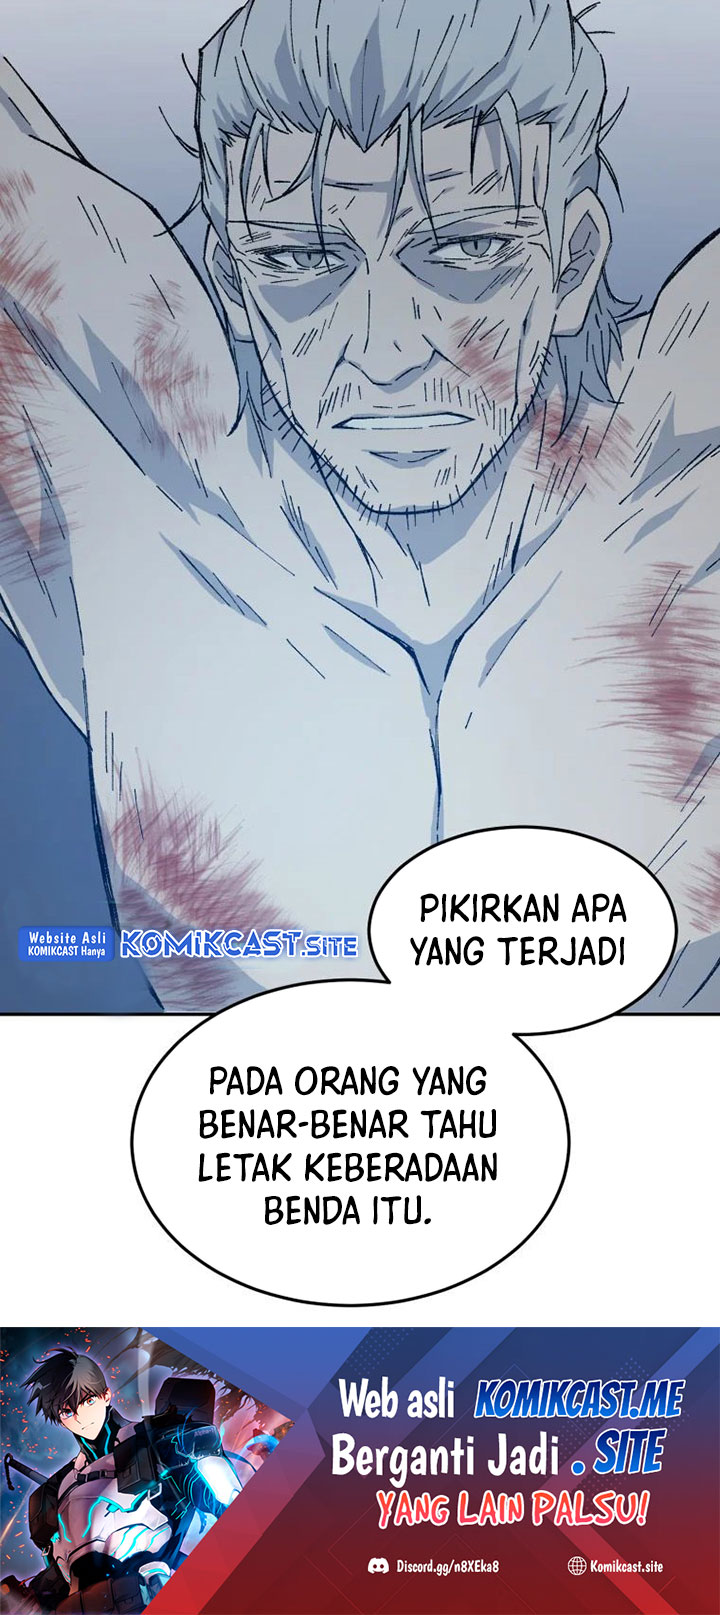 PIKIRKAN APA
YANG TERJADI
Website Asli
KOMIKCAST Hanya
KOMIKCAST.SITE
PADA ORANG YANG
BENAR-BENAR TAHU
LETAK KEBERADAAN
BENDA ITU.
Web asli KOMIKCAST.ME
Berganti Jadi .SITE
YANG LAIN PALSU!
Discord.gg/n8XEka8
Komikcast.site